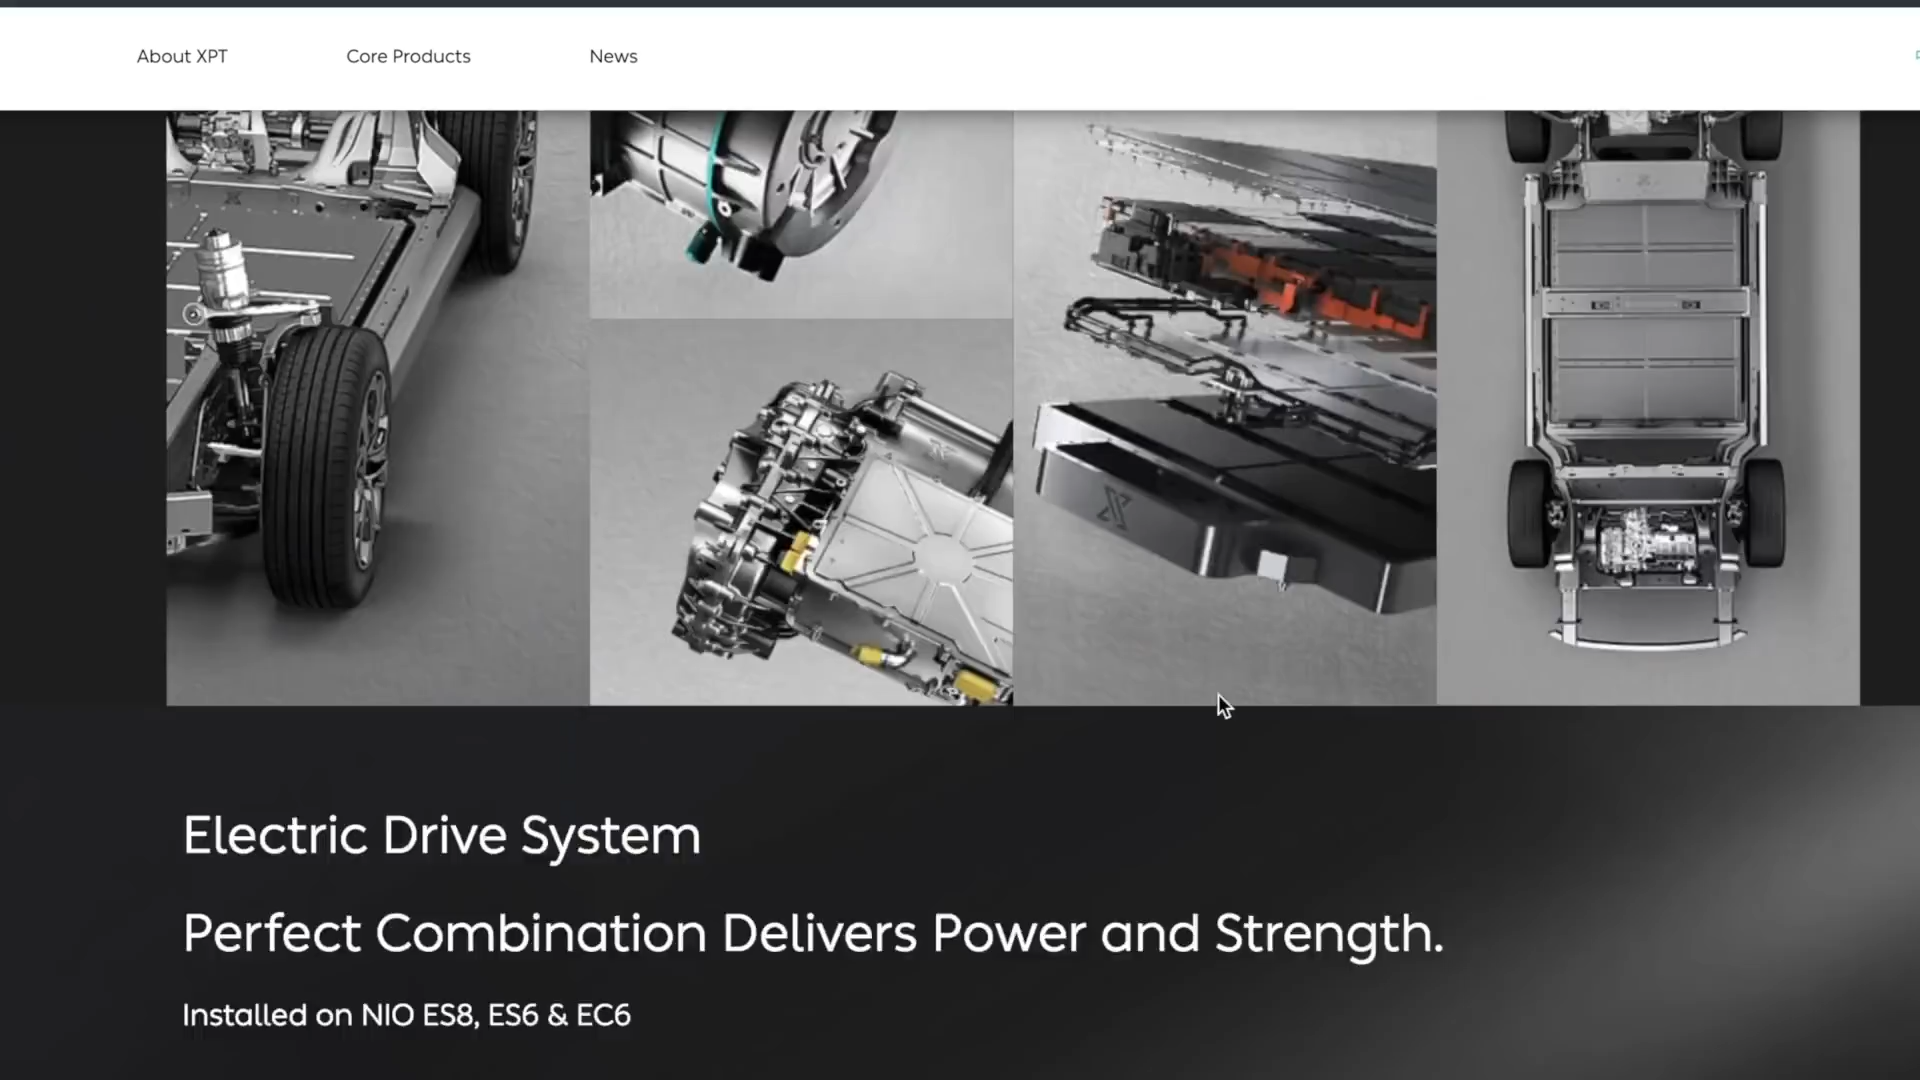 About XPT
Core Products
News
Electric Drive System
Perfect Combination Delivers Power and Strength.
Installed on NIO ES8, ES6 & EC6